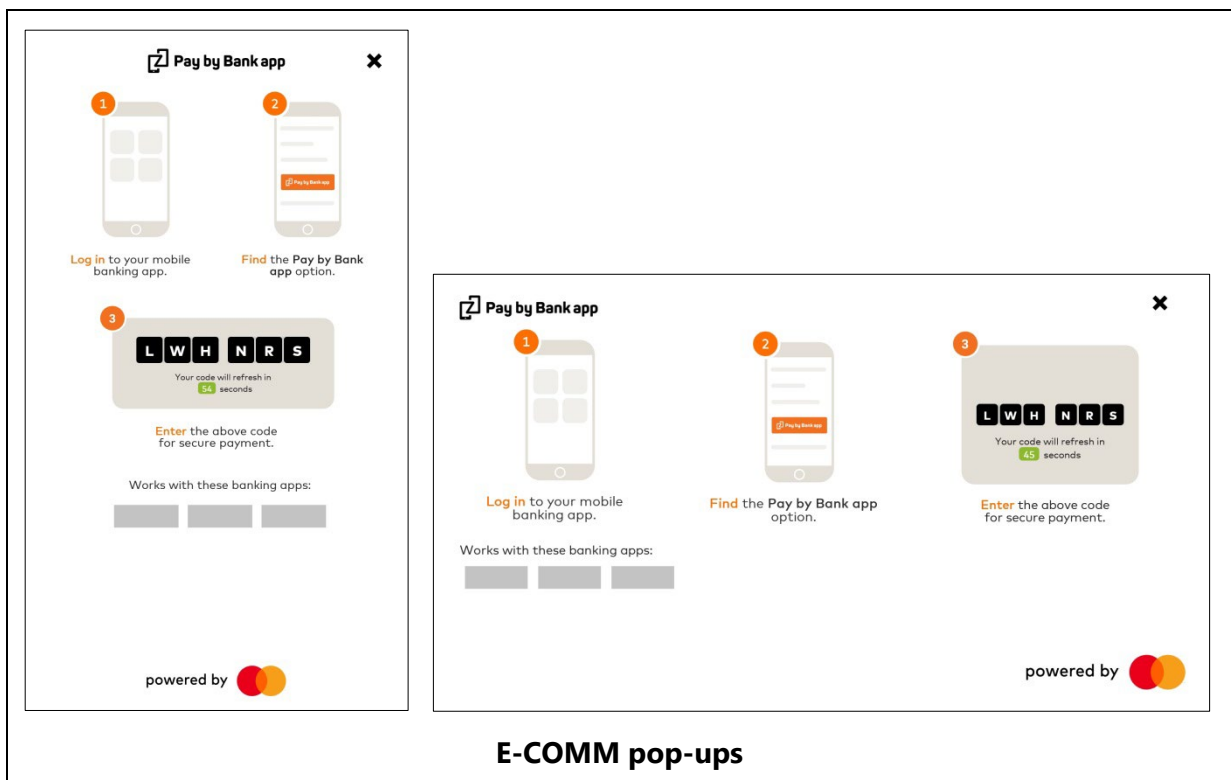 Pay by Bank app
1
2
Pay by Bank app
Log in to your mobile
banking app.
Find the Pay by Bank
app option.
3
L W H N R S
Your code will refresh in
54 seconds
Enter the above code
for secure payment.
Works with these banking apps:
powered by
Pay by Bank app
1
2
3
Pay by Bank app
L W H N R S
Your code will refresh in
45 seconds
Log in to your mobile
banking app.
Find the Pay by Bank app
option.
Enter the above code
for secure payment.
Works with these banking apps:
powered by
E-COMM pop-ups